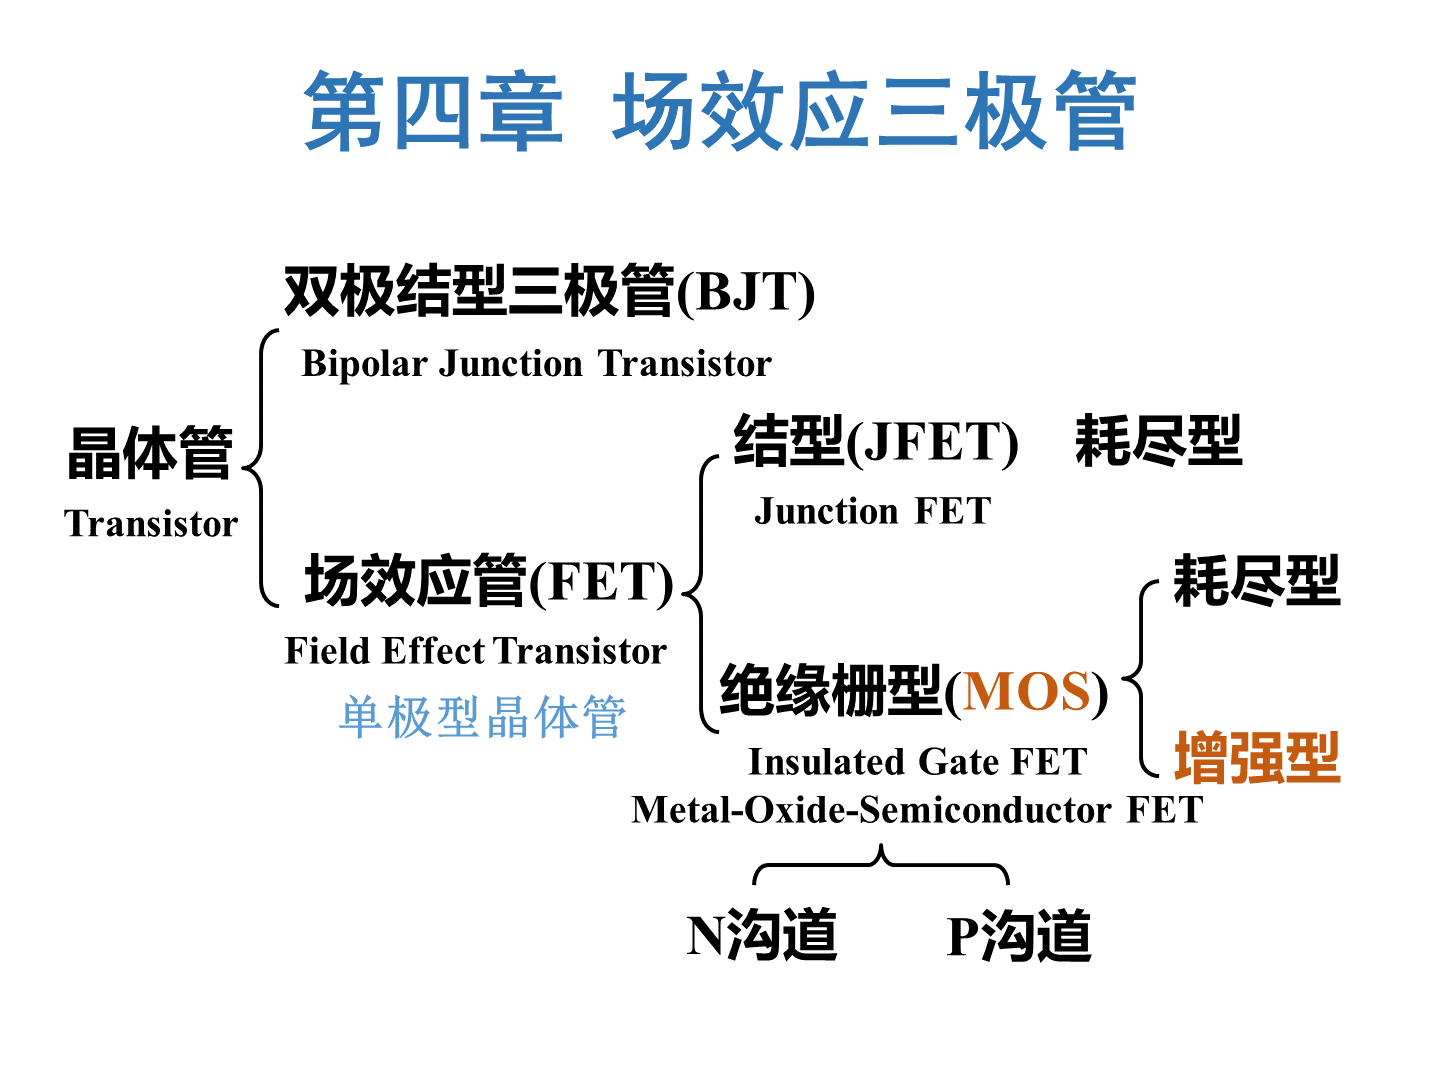 第四章 场效应三极管
双极结型三极管(BJT)
Bipolar Junction Transistor
晶体管
Transistor
结型(JFET) 耗尽型
Junction FET
场效应管(FET)
Field Effect Transistor
单极型晶体管
耗尽型
绝缘栅型(MOS)
增强型
Insulated Gate FET
Metal-Oxide-Semiconductor FET
N沟道
P沟道